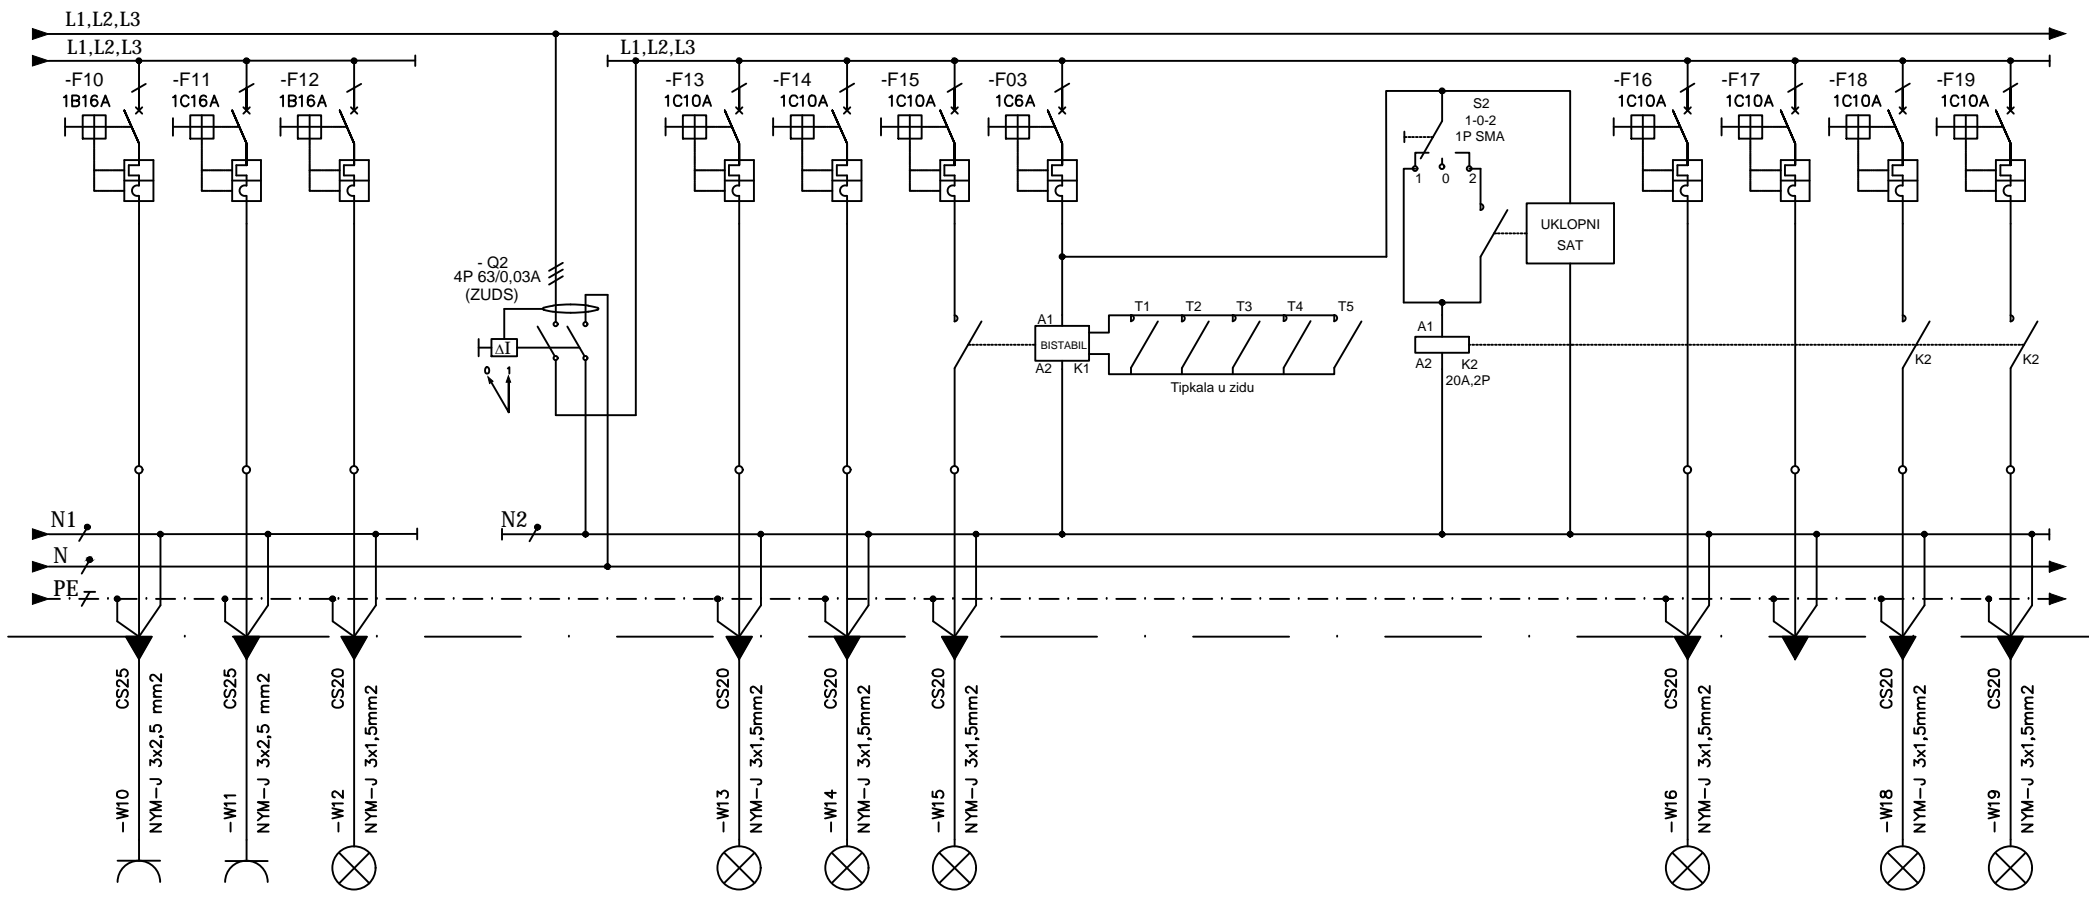 L1,L2,L3
L1,L2,L3
L1,L2,L3
-F10
1B16A
-F11
1C16A
-F12
1B16A
-F13
1C10A
-F14
1C10A
-F15
1C10A
-F03
1C6A
S2
1-0-2
1P SMA
1 0 2
-F16
1C10A
-F17
1C10A
-F18
1C10A
-F19
1C10A
UKLOPNI
SAT
- Q2
4P 63/0,03A
(ZUDS)
ΔI
0 1
A1
BISTABIL
A2 K1
T1 T2 T3 T4 T5
Tipkala u zidu
A1
A2 K2
20A,2P
K2
K2
N1
N2
N
PE
CS25
-W10
NYM-J 3x2,5 mm2
CS25
-W11
NYM-J 3x2,5 mm2
CS20
-W12
NYM-J 3x1,5mm2
CS20
-W13
NYM-J 3x1,5mm2
CS20
-W14
NYM-J 3x1,5mm2
CS20
-W15
NYM-J 3x1,5mm2
CS20
-W16
NYM-J 3x1,5mm2
CS20
-W18
NYM-J 3x1,5mm2
CS20
-W19
NYM-J 3x1,5mm2